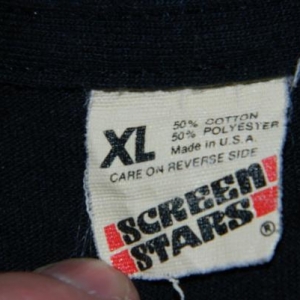 XL
50% COTTON
50% POLYESTER
Made in U.S.A.
CARE ON REVERSE SIDE
SCREEN
STARS®